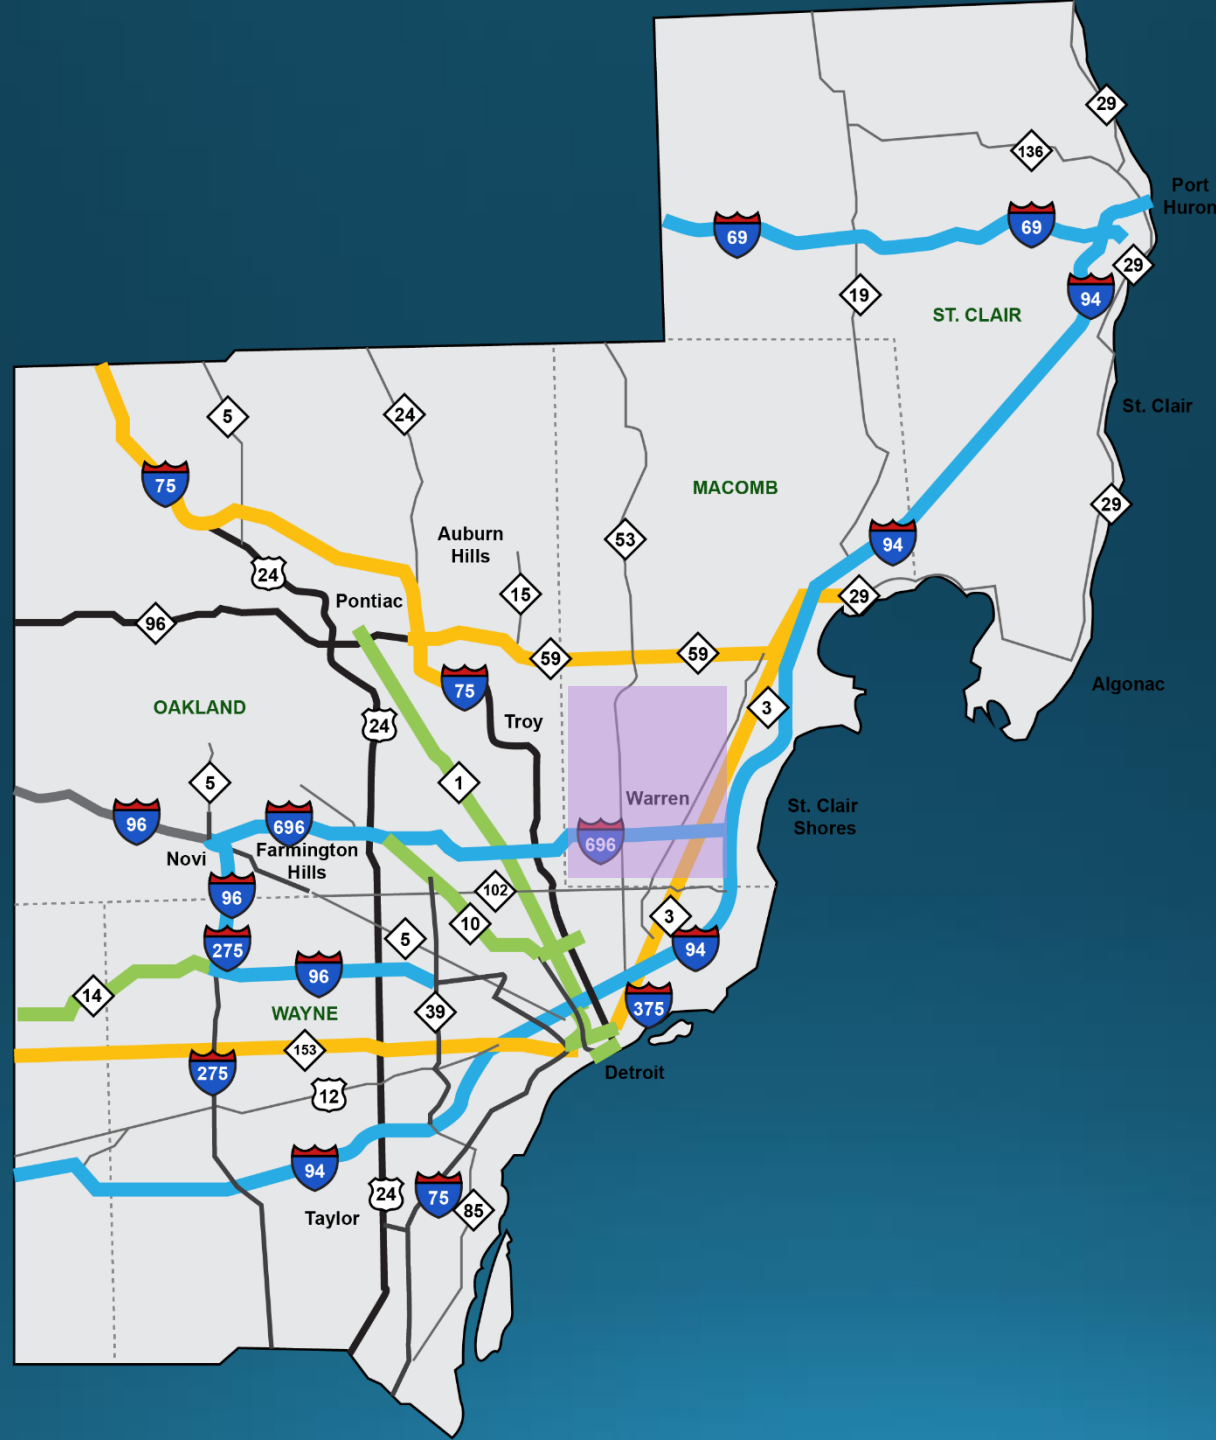 29
136
Port
Huron
69
69
29
94
19
ST. CLAIR
St. Clair
5
24
75
MACOMB
29
Auburn
Hills
53
94
24
15
29
Pontiac
96
59
59
Algonac
75
OAKLAND
3
24
Troy
5
1
Warren
St. Clair
Shores
96
696
696
Novi
Farmington
Hills
96
102
3
10
5
275
94
96
14
375
WAYNE
39
153
Detroit
275
12
94
24
75
85
Taylor